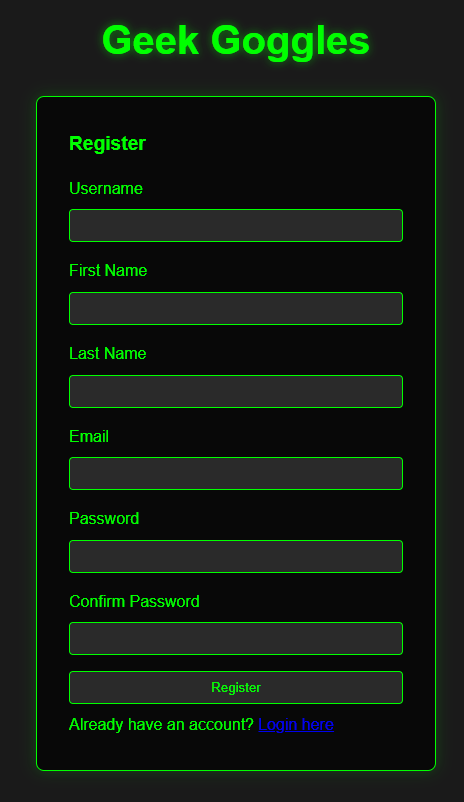 Geek Goggles
Register
Username
First Name
Last Name
Email
Password
Confirm Password
Register
Already have an account? Login here